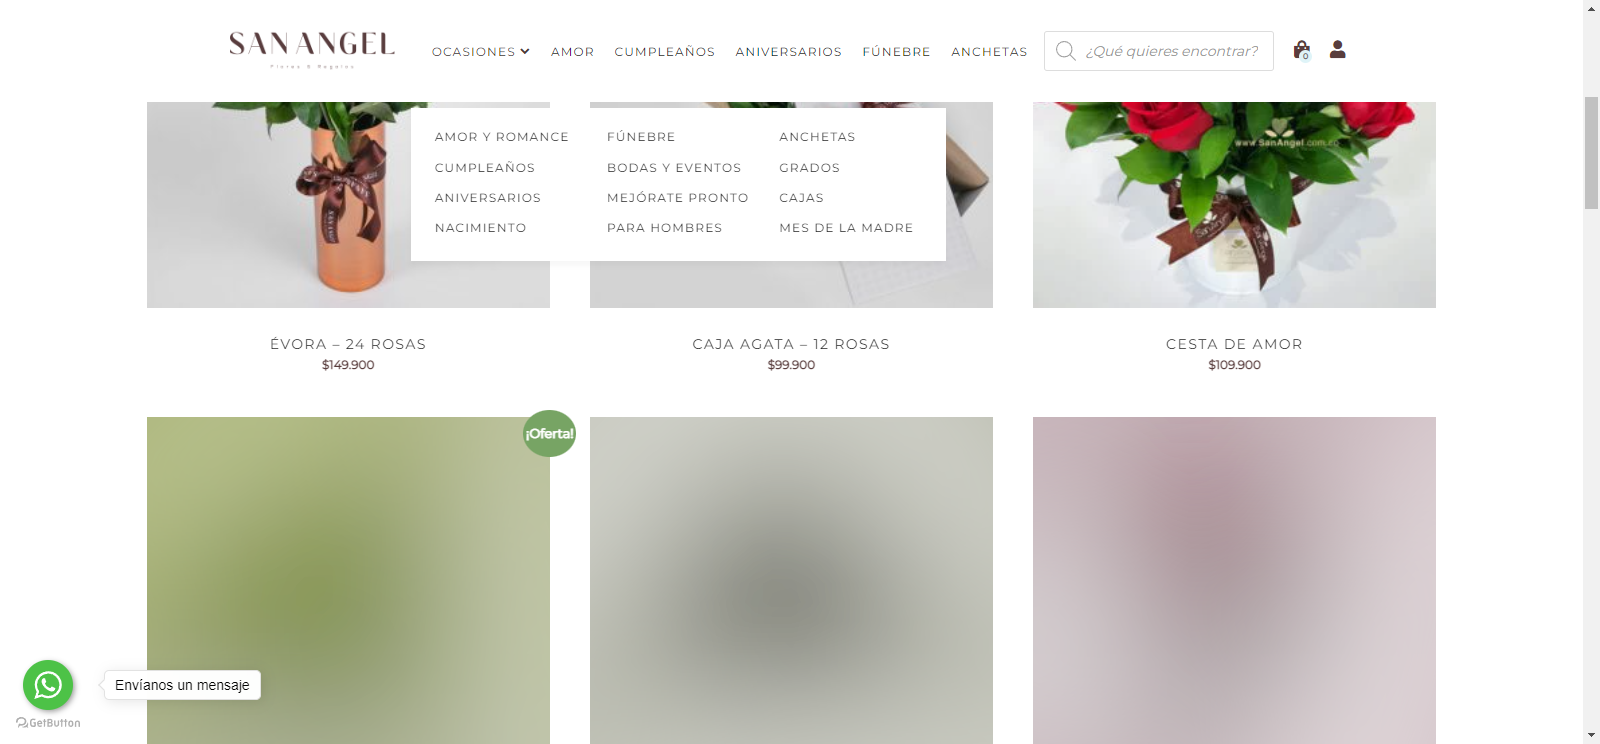 SAN ANGEL
Flores & Regalos
OCASIONES
AMOR
CUMPLEAÑOS
ANIVERSARIOS
FÚNEBRE
ANCHETAS
¿Qué quieres encontrar?
0
AMOR Y ROMANCE
CUMPLEAÑOS
ANIVERSARIOS
NACIMIENTO
FÚNEBRE
BODAS Y EVENTOS
MEJÓRATE PRONTO
PARA HOMBRES
ANCHETAS
GRADOS
CAJAS
MES DE LA MADRE
www.SanAngel.com.co
ÉVORA – 24 ROSAS
$149.900
CAJA AGATA – 12 ROSAS
$99.900
CESTA DE AMOR
$109.900
¡Oferta!
Envíanos un mensaje
GetButton